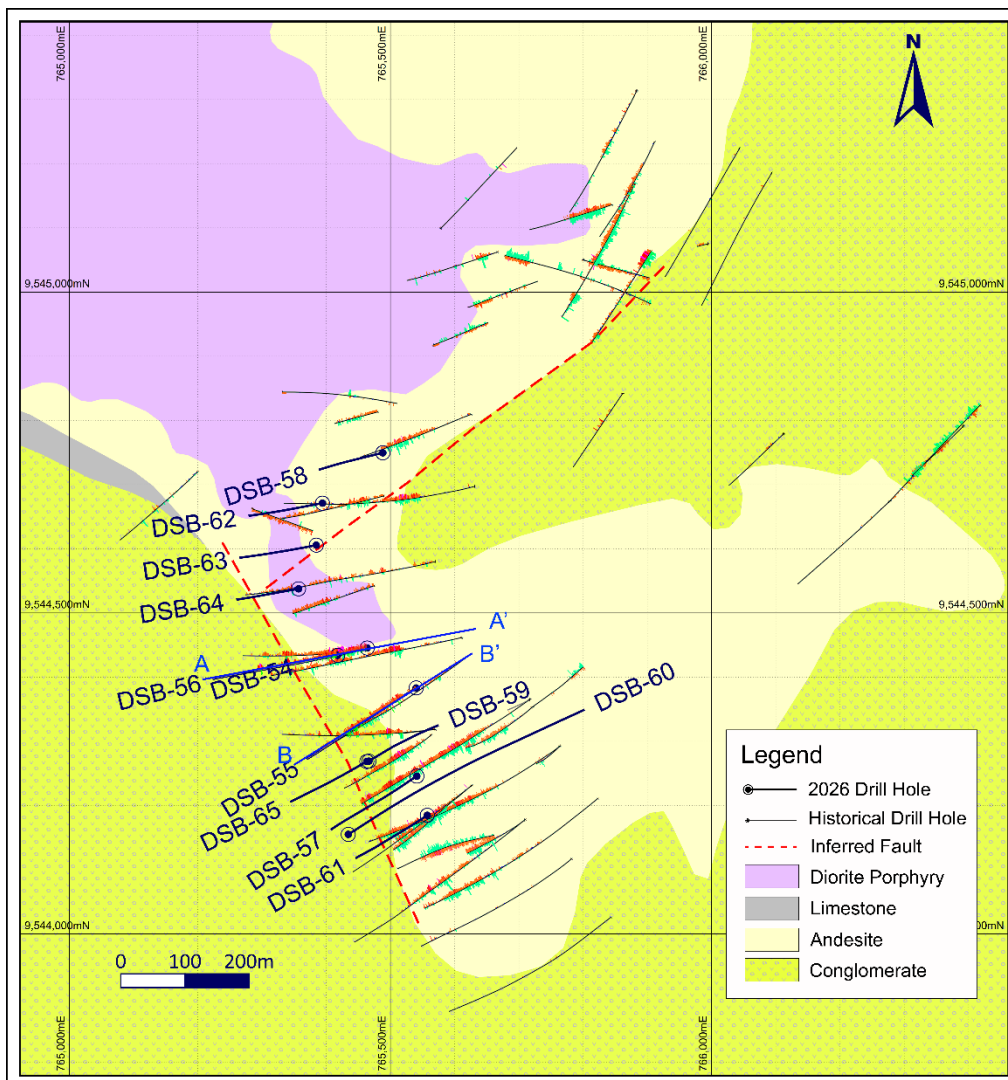 765,000mE
765,500mE
766,000mE
N
9,545,000mN
9,545,000mN
DSB-58
DSB-62
DSB-63
DSB-64
9,544,500mN
9,544,500mN
A'
A
B'
DSB-56
DSB-54
DSB-60
DSB-59
B
DSB-55
DSB-65
DSB-57
DSB-61
Legend
2026 Drill Hole
Historical Drill Hole
Inferred Fault
Diorite Porphyry
Limestone
Andesite
Conglomerate
9,544,000mN
0 100 200m
765,000mE
765,500mE
766,000mE